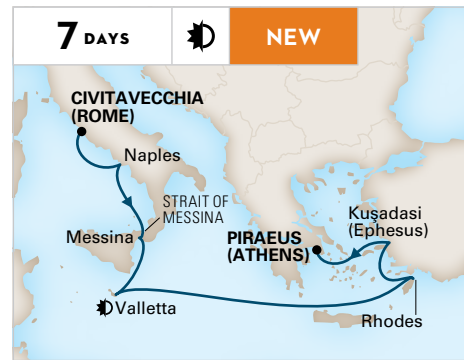 7 DAYS
NEW
CIVITAVECCHIA
(ROME)
Naples
STRAIT OF
MESSINA
Messina
Kuşadasi
(Ephesus)
PIRAEUS
(ATHENS)
Valletta
Rhodes